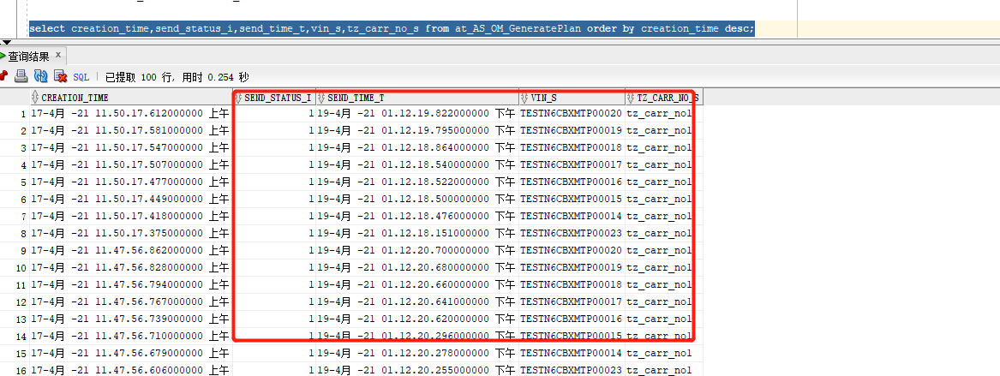 select creation_time,send_status_i,send_time_t,vin_s,tz_carr_no_s from at_AS_OM_GeneratePlan order by creation_time desc;
查询结果 x
SQL | 已提取 100 行, 用时 0.254 秒
CREATION_TIME SEND_STATUS_I SEND_TIME_T VIN_S TZ_CARR_NO_S
1 17-4月 -21 11.50.17.612000000 上午 1 19-4月 -21 01.12.19.822000000 下午 TESTN6CBXMTP00020 tz_carr_no1
2 17-4月 -21 11.50.17.581000000 上午 1 19-4月 -21 01.12.19.795000000 下午 TESTN6CBXMTP00019 tz_carr_no1
3 17-4月 -21 11.50.17.547000000 上午 1 19-4月 -21 01.12.18.864000000 下午 TESTN6CBXMTP00018 tz_carr_no1
4 17-4月 -21 11.50.17.507000000 上午 1 19-4月 -21 01.12.18.540000000 下午 TESTN6CBXMTP00017 tz_carr_no1
5 17-4月 -21 11.50.17.477000000 上午 1 19-4月 -21 01.12.18.522000000 下午 TESTN6CBXMTP00016 tz_carr_no1
6 17-4月 -21 11.50.17.449000000 上午 1 19-4月 -21 01.12.18.500000000 下午 TESTN6CBXMTP00015 tz_carr_no1
7 17-4月 -21 11.50.17.418000000 上午 1 19-4月 -21 01.12.18.476000000 下午 TESTN6CBXMTP00014 tz_carr_no1
8 17-4月 -21 11.50.17.375000000 上午 1 19-4月 -21 01.12.18.151000000 下午 TESTN6CBXMTP00023 tz_carr_no1
9 17-4月 -21 11.47.56.862000000 上午 1 19-4月 -21 01.12.20.700000000 下午 TESTN6CBXMTP00020 tz_carr_no1
10 17-4月 -21 11.47.56.828000000 上午 1 19-4月 -21 01.12.20.680000000 下午 TESTN6CBXMTP00019 tz_carr_no1
11 17-4月 -21 11.47.56.794000000 上午 1 19-4月 -21 01.12.20.660000000 下午 TESTN6CBXMTP00018 tz_carr_no1
12 17-4月 -21 11.47.56.767000000 上午 1 19-4月 -21 01.12.20.641000000 下午 TESTN6CBXMTP00017 tz_carr_no1
13 17-4月 -21 11.47.56.739000000 上午 1 19-4月 -21 01.12.20.620000000 下午 TESTN6CBXMTP00016 tz_carr_no1
14 17-4月 -21 11.47.56.710000000 上午 1 19-4月 -21 01.12.20.296000000 下午 TESTN6CBXMTP00015 tz_carr_no1
15 17-4月 -21 11.47.56.679000000 上午 1 19-4月 -21 01.12.20.278000000 下午 TESTN6CBXMTP00014 tz_carr_no1
16 17-4月 -21 11.47.56.606000000 上午 1 19-4月 -21 01.12.20.255000000 下午 TESTN6CBXMTP00023 tz_carr_no1